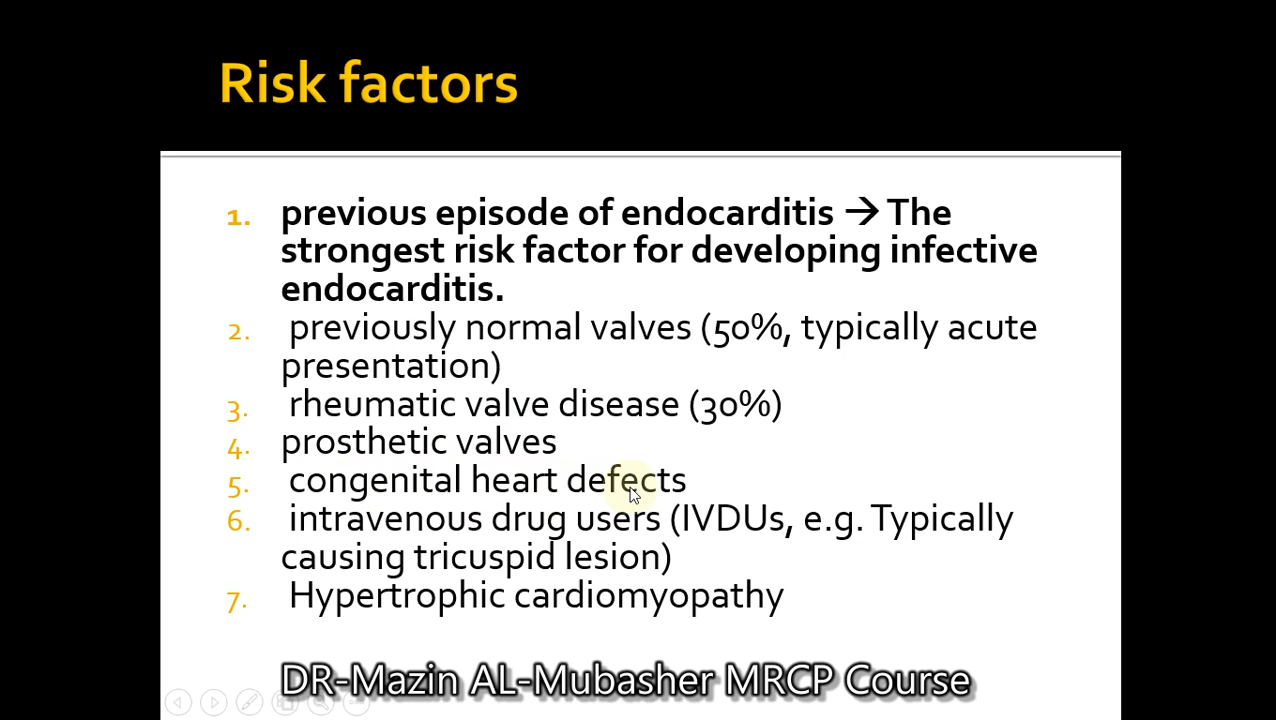 Risk factors
1. previous episode of endocarditis → The
strongest risk factor for developing infective
endocarditis.
2. previously normal valves (50%, typically acute
presentation)
3. rheumatic valve disease (30%)
4. prosthetic valves
5. congenital heart defects
6. intravenous drug users (IVDUs, e.g. Typically
causing tricuspid lesion)
7. Hypertrophic cardiomyopathy
DR-Mazin AL-Mubasher MRCP Course